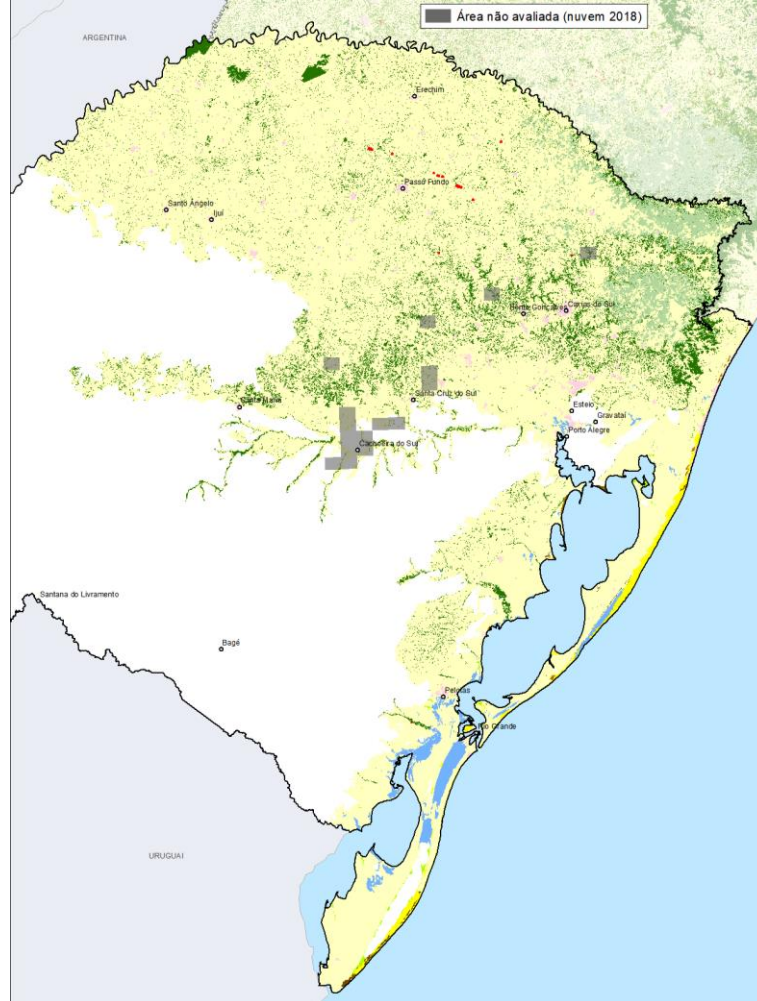 Área não avaliada (nuvem 2018)
ARGENTINA
Erechim
Passo Fundo
Santo Ângelo
Ijuí
Bento Gonçalves
Caxias do Sul
Santa Maria
Santa Cruz do Sul
Esteio
Gravataí
Porto Alegre
Cachoeira do Sul
Santana do Livramento
Bagé
Pelotas
Rio Grande
URUGUAI